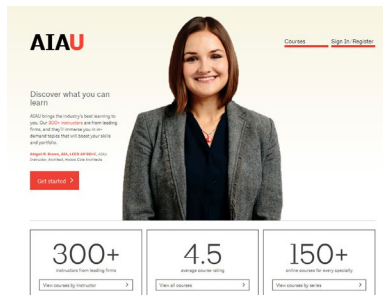 AIAU
Courses
Sign In/Register
Discover what you can
learn
AIAU brings the industry's best learning to
you. Our 300+ instructors are from leading
firms, and they'll immerse you in in-
demand topics that will boost your skills
and portfolio.
Instructor, Architect,
Get started >
300+
instructors from leading firms
View courses by instructor >
4.5
average course rating
View all courses >
150+
online courses for every specialty
View courses by series >